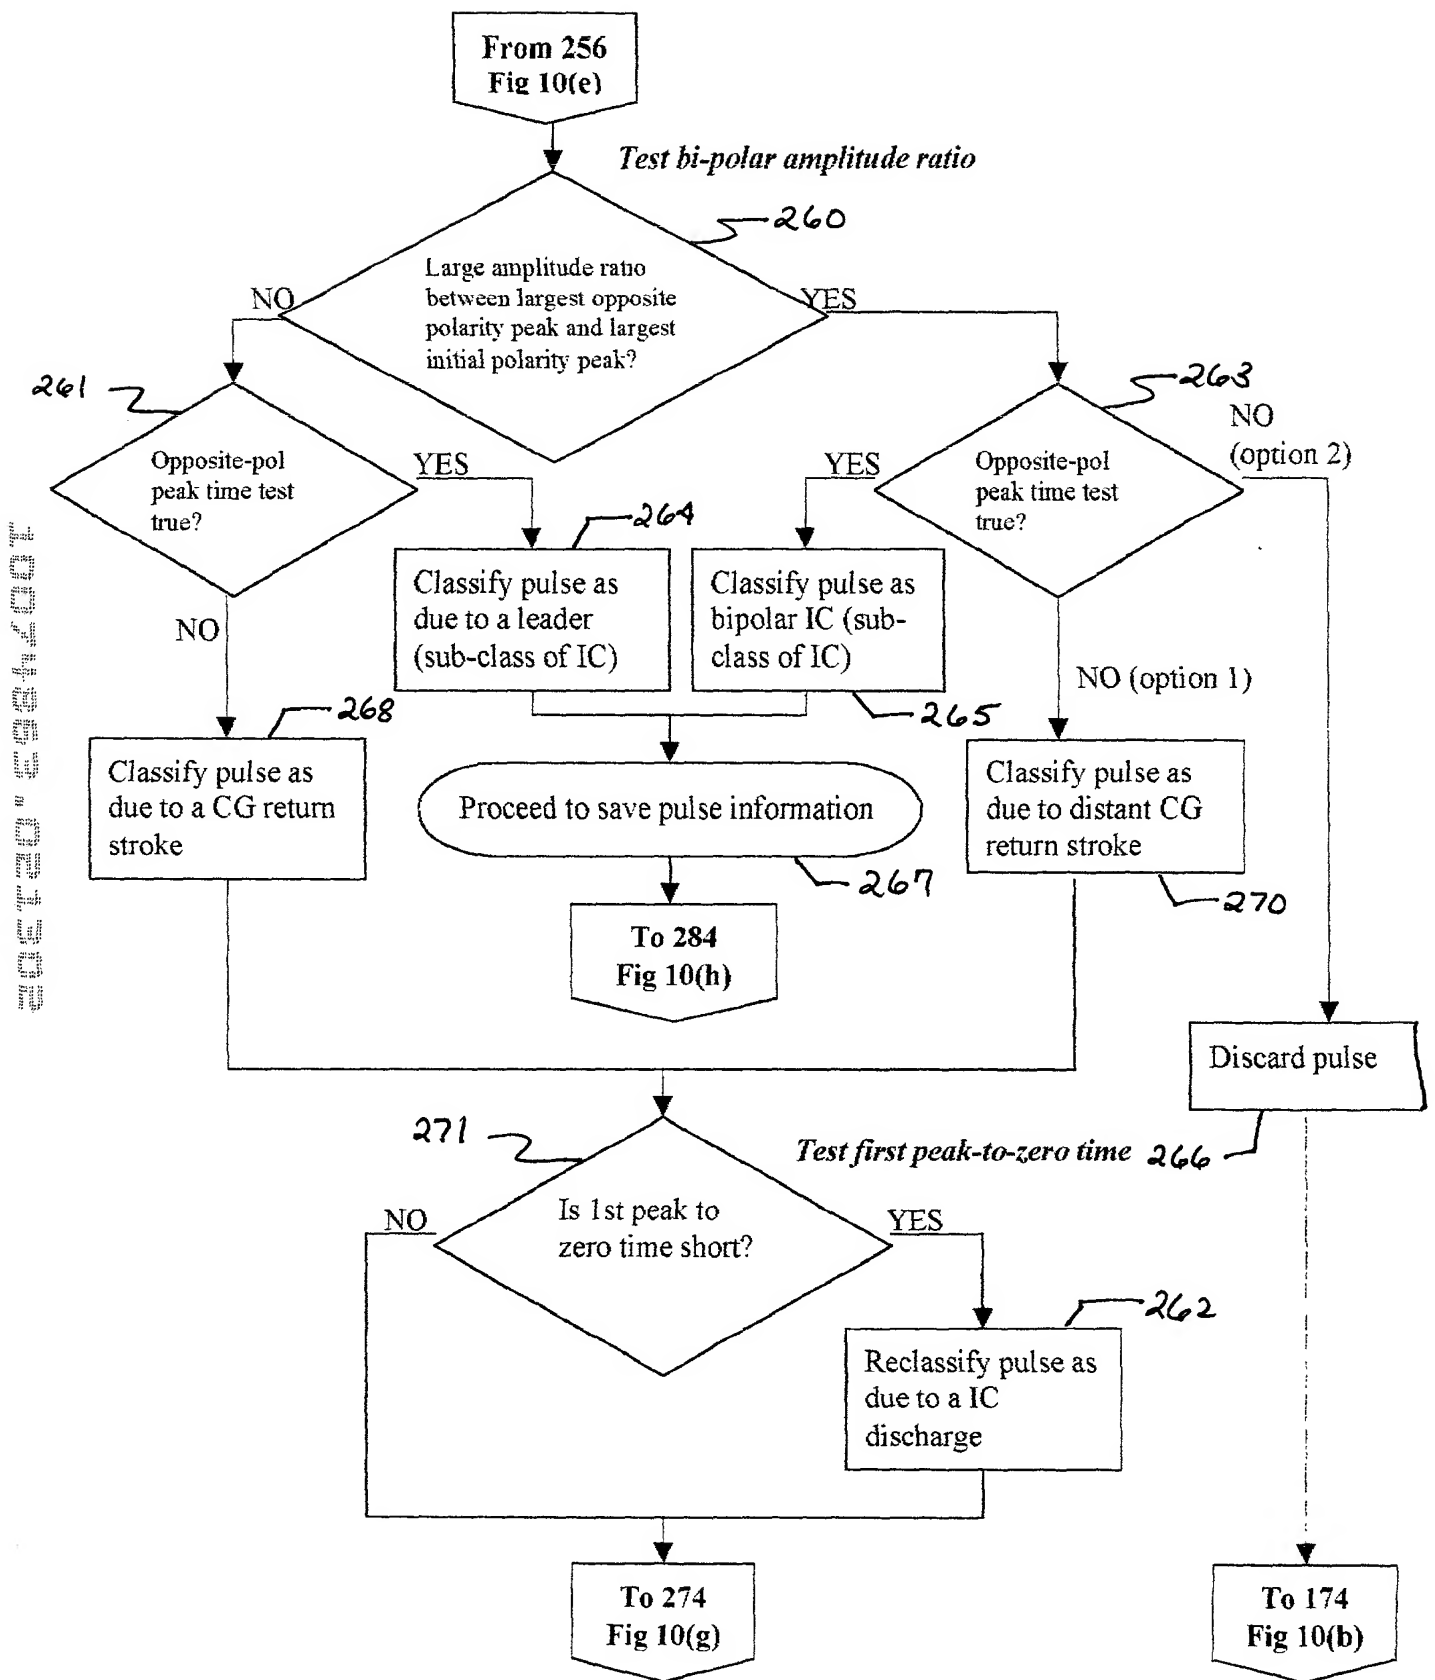 From 256
Fig 10(e)
Test bi-polar amplitude ratio
260
Large amplitude ratio
between largest opposite
polarity peak and largest
initial polarity peak?
NO
YES
261
263
Opposite-pol
peak time test
true?
YES
YES
Opposite-pol
peak time test
true?
NO
(option 2)
264
Classify pulse as
due to a leader
(sub-class of IC)
Classify pulse as
bipolar IC (sub-
class of IC)
NO
NO (option 1)
268
265
Classify pulse as
due to a CG return
stroke
Proceed to save pulse information
267
Classify pulse as
due to distant CG
return stroke
270
To 284
Fig 10(h)
Discard pulse
266
271
Test first peak-to-zero time
Is 1st peak to
zero time short?
NO
YES
262
Reclassify pulse as
due to a IC
discharge
To 274
Fig 10(g)
To 174
Fig 10(b)
10074863.021302